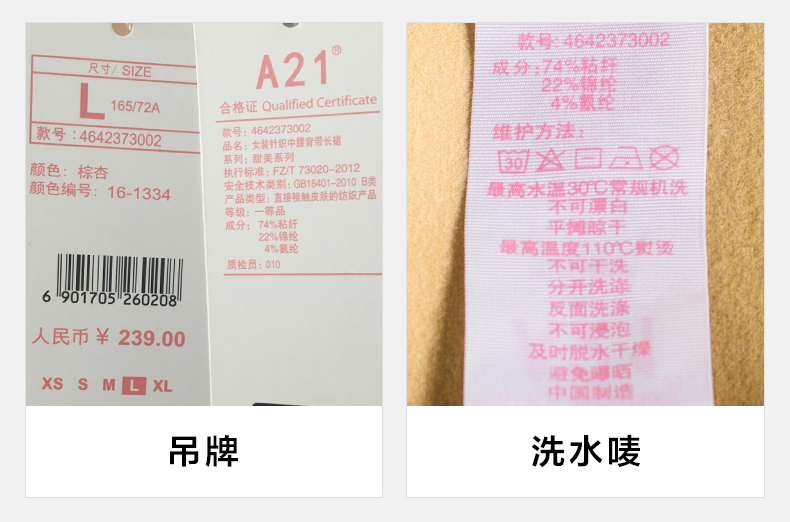 尺寸/ SIZE
L 165/72A
款号:4642373002
颜色: 棕杏
颜色编号: 16-1334
6 901705 260208
人民币 ¥ 239.00
XS S M L XL
A21®
合格证 Qualified Certificate
款号: 4642373002
品名: 女装针织中腰背带长裙
系列: 甜美系列
执行标准: FZ/T 73020-2012
安全技术类别: GB18401-2010 B类
产品类型: 直接接触皮肤的纺织产品
等级: 一等品
成分: 74%粘纤
22%锦纶
4%氨纶
质检员: 010
吊牌
款号: 4642373002
成分:74%粘纤
22%锦纶
4%氨纶
维护方法:
30
最高水温30℃常规机洗
不可漂白
平摊晾干
最高温度110℃熨烫
不可干洗
分开洗涤
反面洗涤
不可浸泡
及时脱水干燥
避免曝晒
中国制造
洗水唛